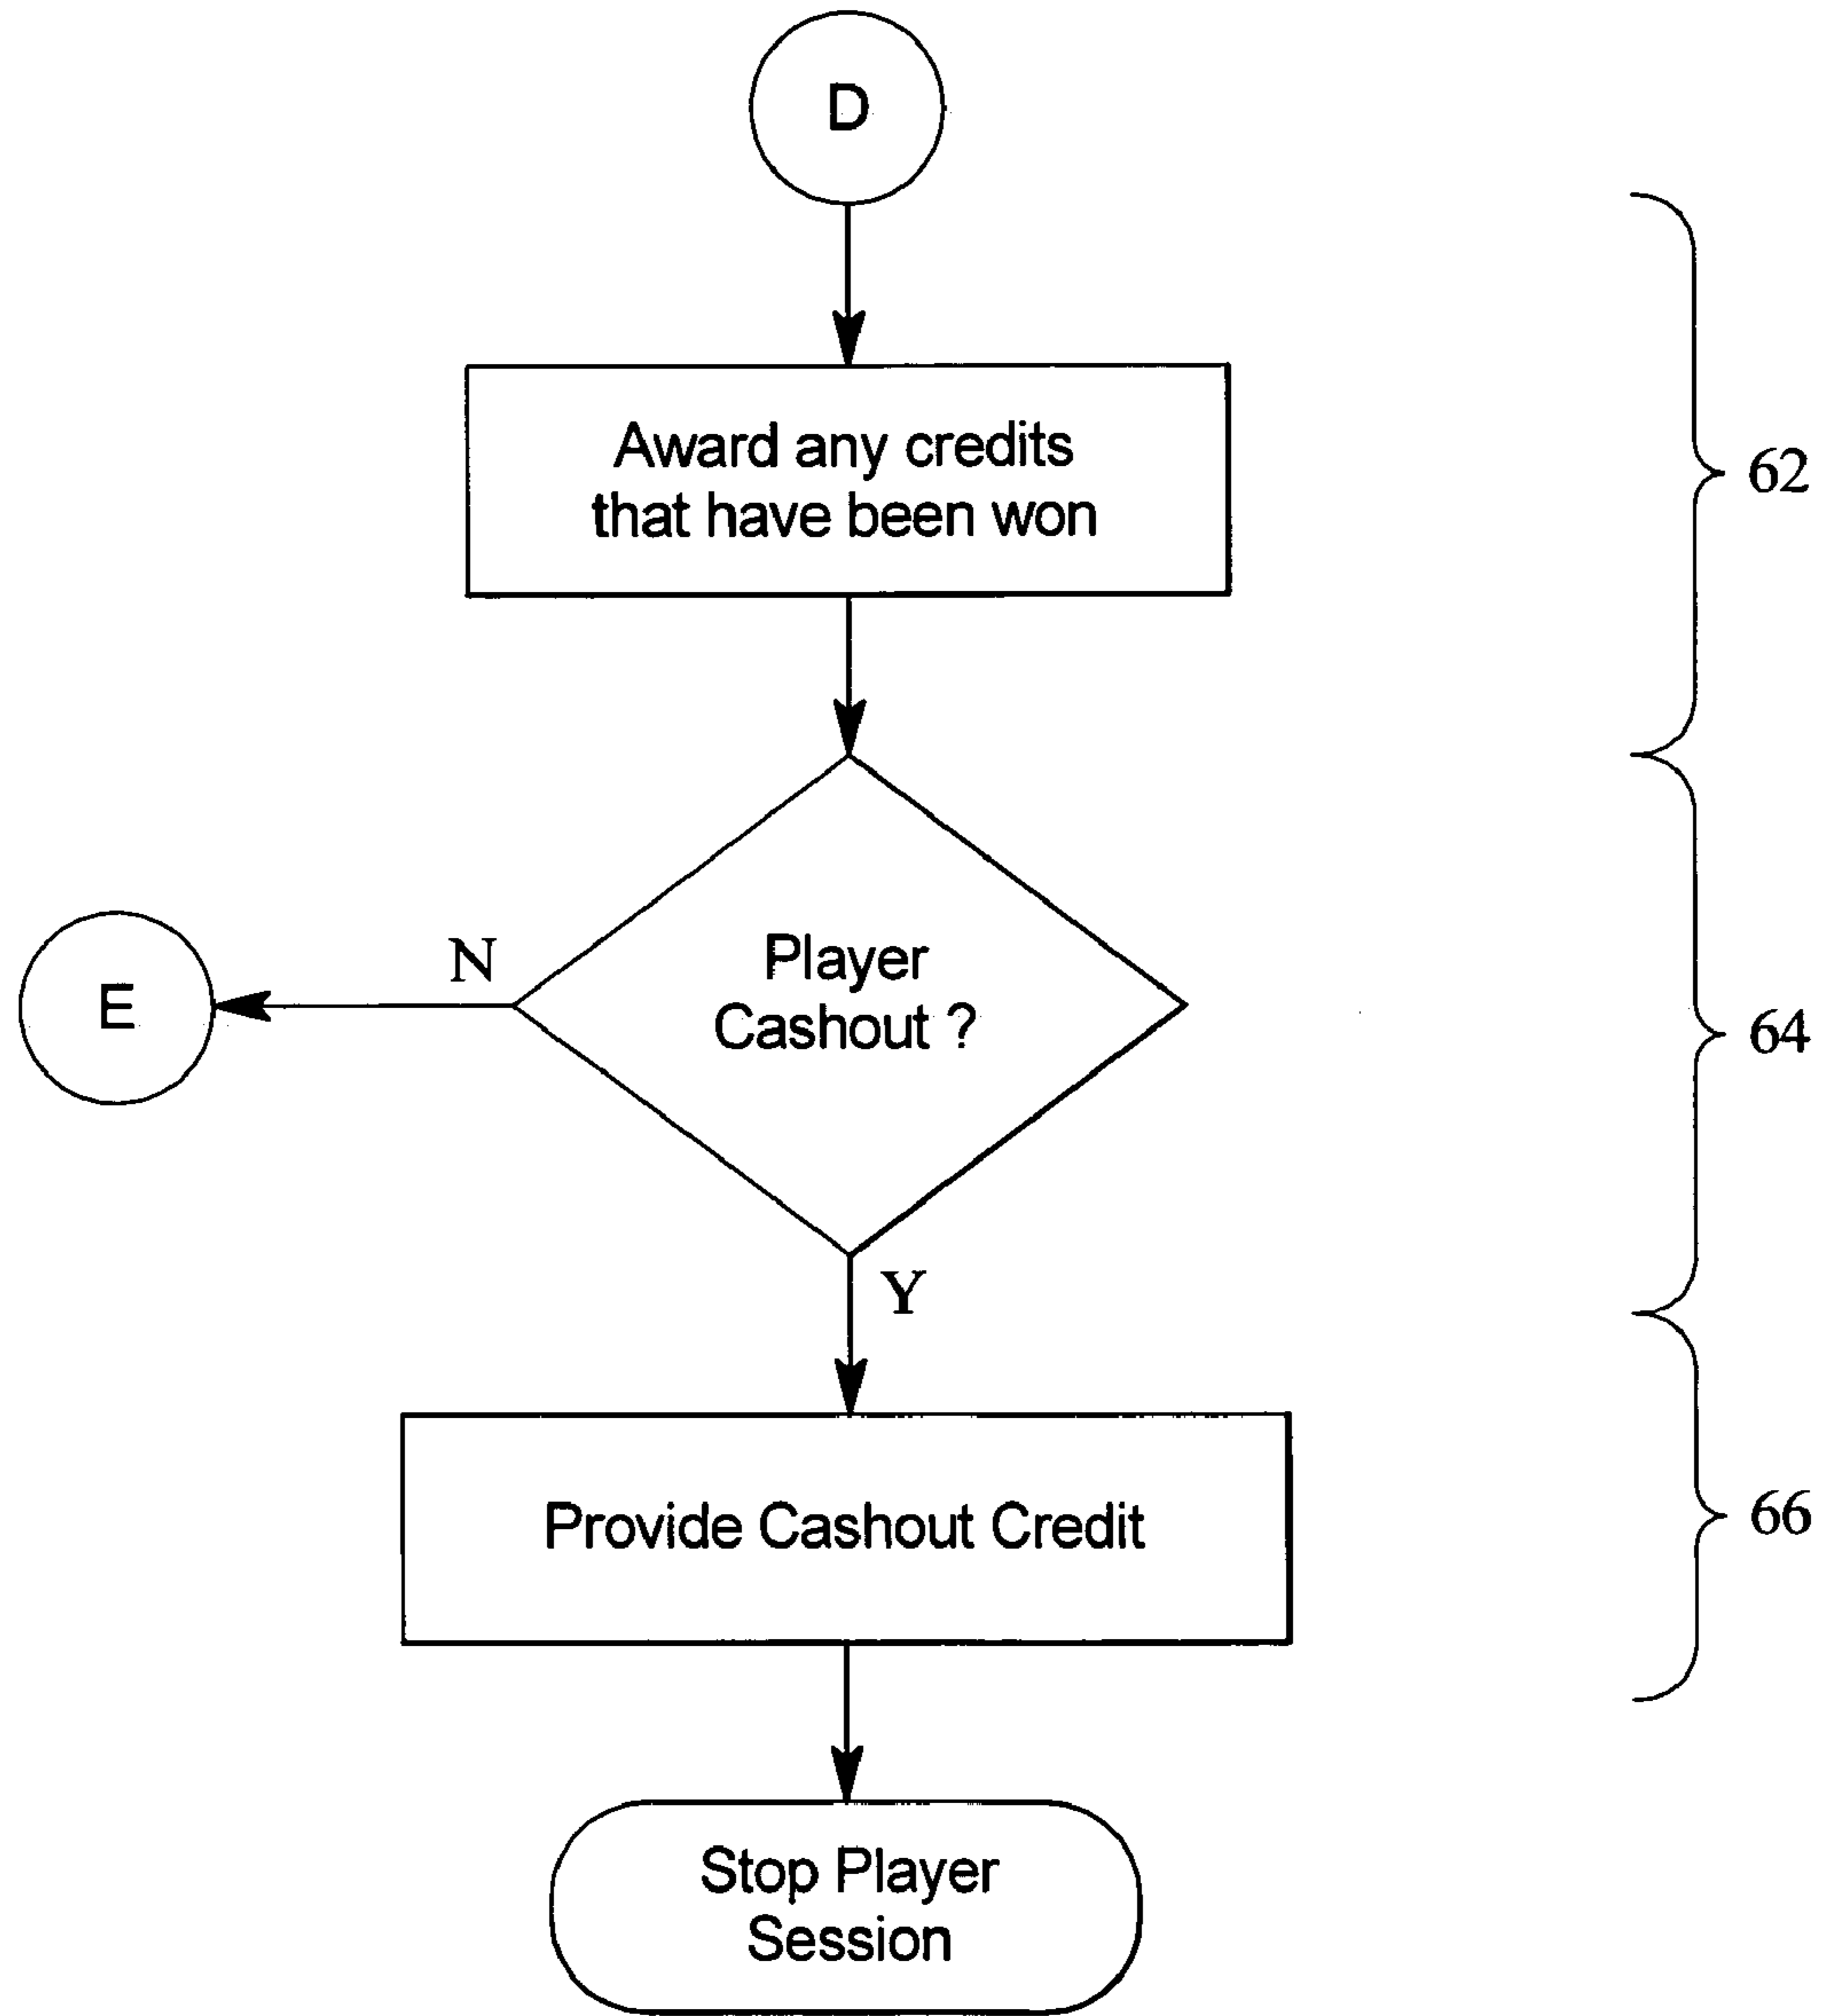 D
Award any credits
that have been won
62
Player
Cashout ?
N
E
64
Y
Provide Cashout Credit
66
Stop Player
Session